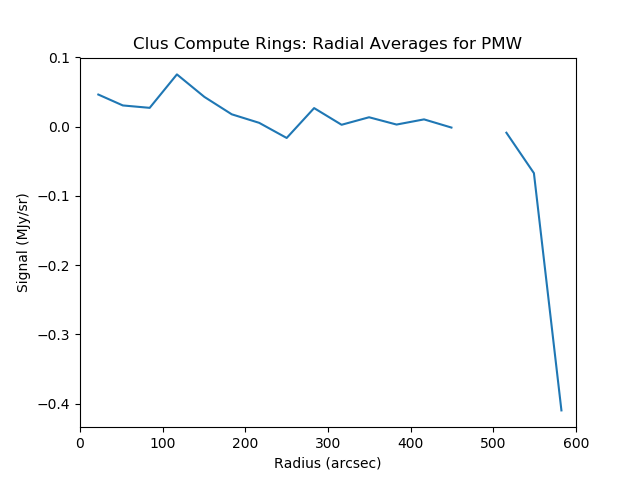 Clus Compute Rings: Radial Averages for PMW
0.1
0.0
−0.1
−0.2
−0.3
−0.4
Signal (MJy/sr)
0 100 200 300 400 500 600
Radius (arcsec)